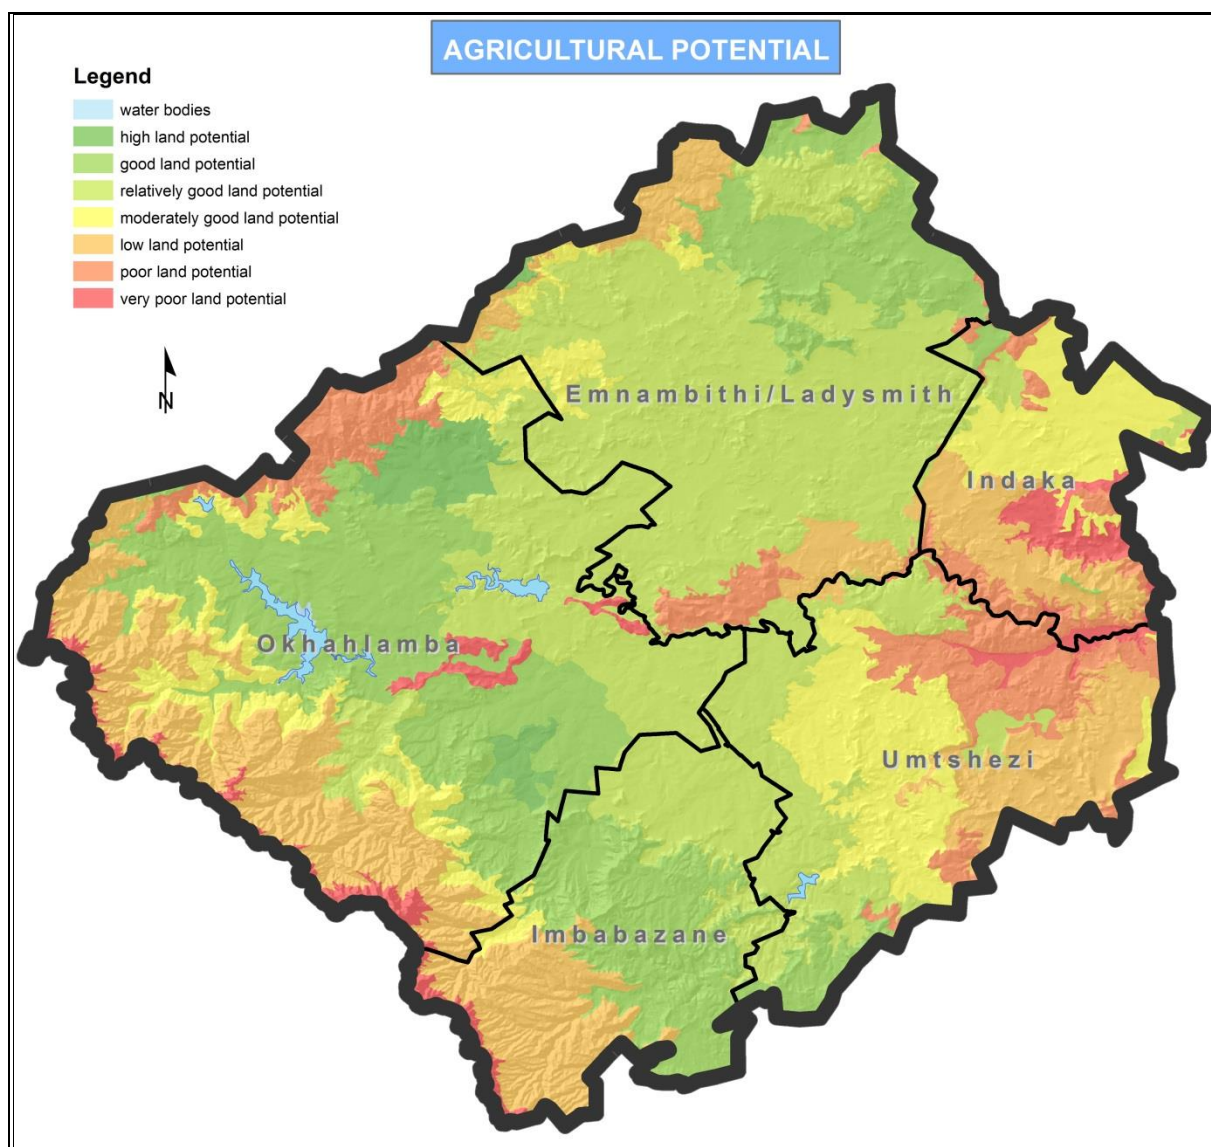 AGRICULTURAL POTENTIAL
Legend
water bodies
high land potential
good land potential
relatively good land potential
moderately good land potential
low land potential
poor land potential
very poor land potential
N
Emnambithi/Ladysmith
Indaka
Okhahlamba
Umtshezi
Imbabazane